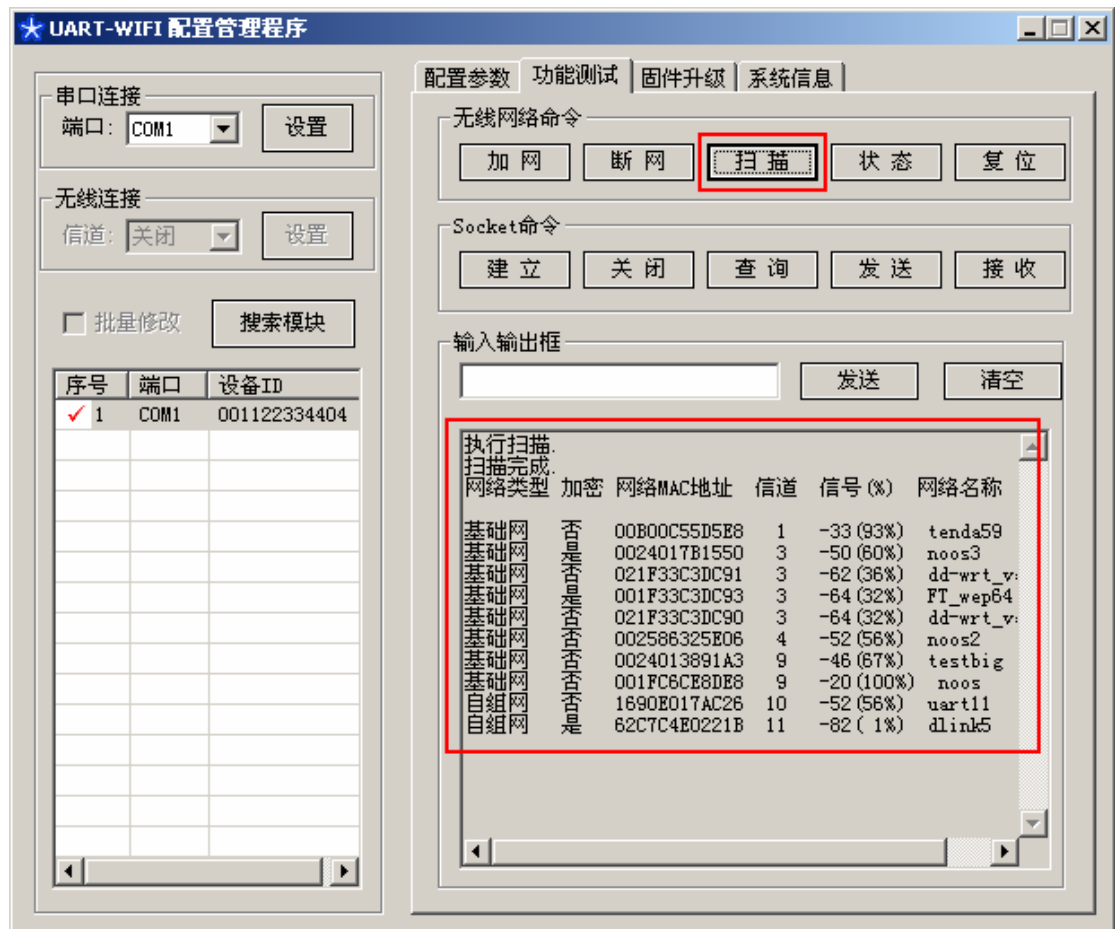 UART-WIFI 配置管理程序
串口连接
端口: COM1 设置
无线连接
信道: 关闭 设置
批量修改 搜索模块
序号 端口 设备ID
1 COM1 001122334404
配置参数 功能测试 固件升级 系统信息
无线网络命令
加网 断网 扫描 状态 复位
Socket命令
建立 关闭 查询 发送 接收
输入输出框
发送 清空
执行扫描.
扫描完成.
网络类型 加密 网络MAC地址 信道 信号(%) 网络名称
基础网 否 00B00C55D5E8 1 -33(93%) tenda59
基础网 是 0024017B1550 3 -50(60%) noos3
基础网 否 021F33C3DC91 3 -62(36%) dd-wrt_v
基础网 是 001F33C3DC93 3 -64(32%) FT_wep64
基础网 否 021F33C3DC90 3 -64(32%) dd-wrt_v
基础网 否 002586325E06 4 -52(56%) noos2
基础网 否 0024013891A3 9 -46(67%) testbig
基础网 否 001FC6CE8DE8 9 -20(100%) noos
自组网 否 1690E017AC26 10 -52(56%) uart11
自组网 是 62C7C4E0221B 11 -82( 1%) dlink5